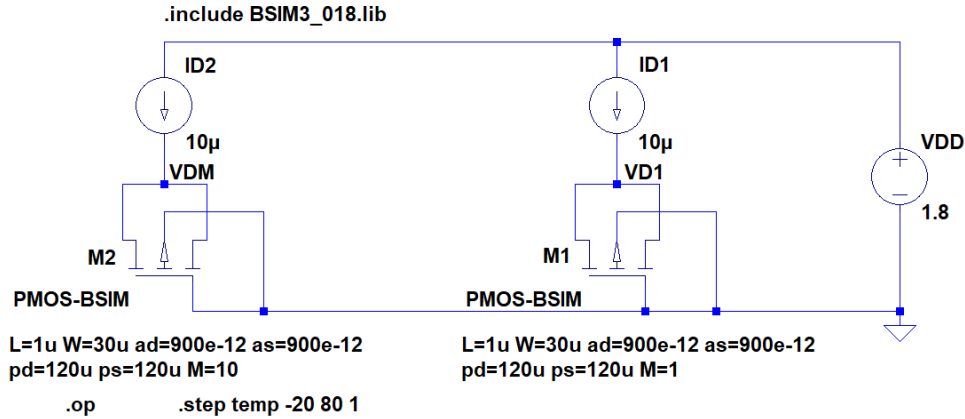 .include BSIM3_018.lib
ID2
ID1
10µ
10µ
VDD
VDM
VD1
+
−
1.8
M2
M1
PMOS-BSIM
PMOS-BSIM
L=1u W=30u ad=900e-12 as=900e-12
pd=120u ps=120u M=10
L=1u W=30u ad=900e-12 as=900e-12
pd=120u ps=120u M=1
.op
.step temp -20 80 1